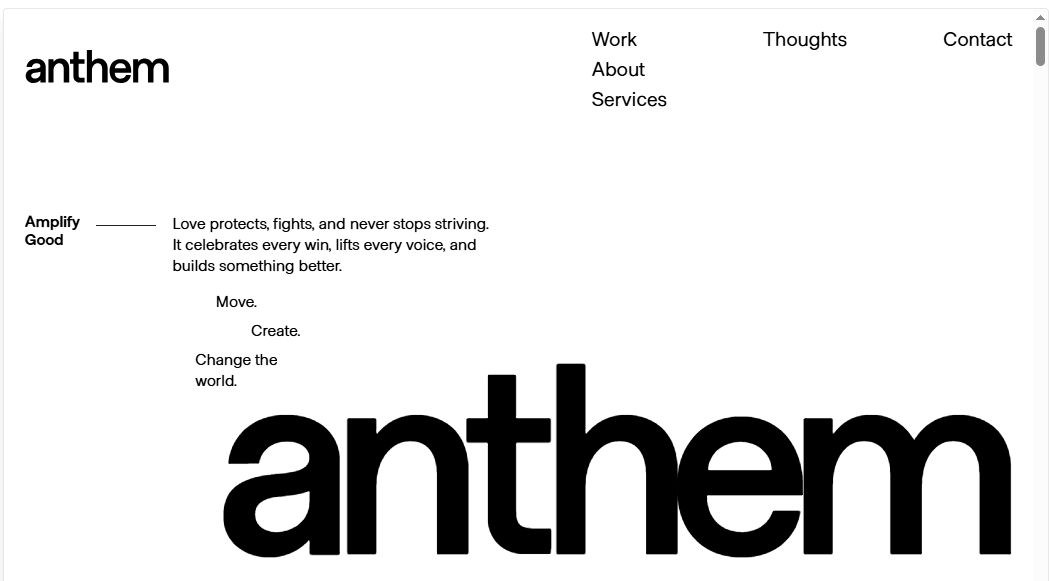 anthem
Work
Thoughts
Contact
About
Services
Amplify
Good
Love protects, fights, and never stops striving.
It celebrates every win, lifts every voice, and
builds something better.
Move.
Create.
Change the
world.
anthem